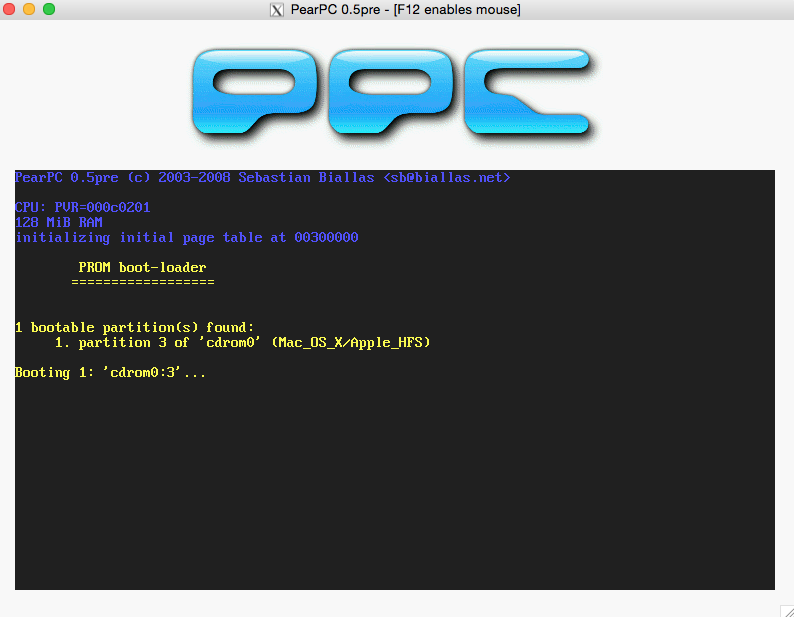 PearPC 0.5pre - [F12 enables mouse]
PPC
PearPC 0.5pre (c) 2003-2008 Sebastian Biallas <sb@biallas.net>
CPU: PVR=000c0201
128 MiB RAM
initializing initial page table at 00300000
PROM boot-loader
==================
1 bootable partition(s) found:
1. partition 3 of 'cdrom0' (Mac_OS_X/Apple_HFS)
Booting 1: 'cdrom0:3'...